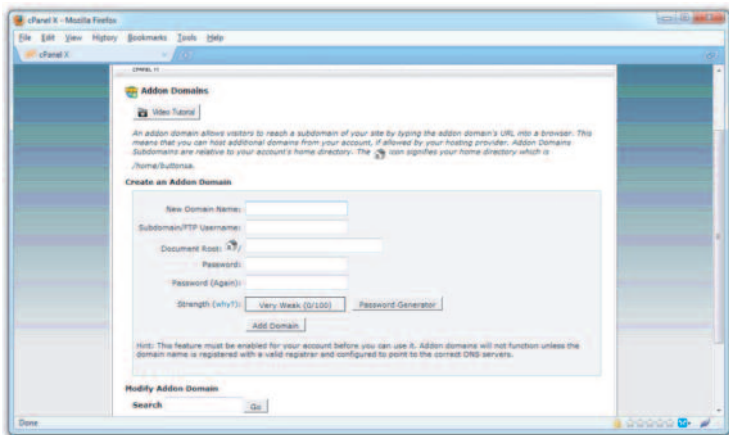 cPanel X - Mozilla Firefox
File Edit View History Bookmarks Tools Help
cPanel X
CPANEL 11
Addon Domains
Video Tutorial
An addon domain allows visitors to reach a subdomain of your site by typing the addon domain's URL into a browser. This
means that you can host additional domains from your account, if allowed by your hosting provider. Addon Domains
Subdomains are relative to your account's home directory. The icon signifies your home directory which is
/home/buttonsa.
Create an Addon Domain
New Domain Name:
Subdomain/FTP Username:
Document Root: /
Password:
Password (Again):
Strength (why?): Very Weak (0/100) Password Generator
Add Domain
Hint: This feature must be enabled for your account before you can use it. Addon domains will not function unless the
domain name is registered with a valid registrar and configured to point to the correct DNS servers.
Modify Addon Domain
Search Go
Done